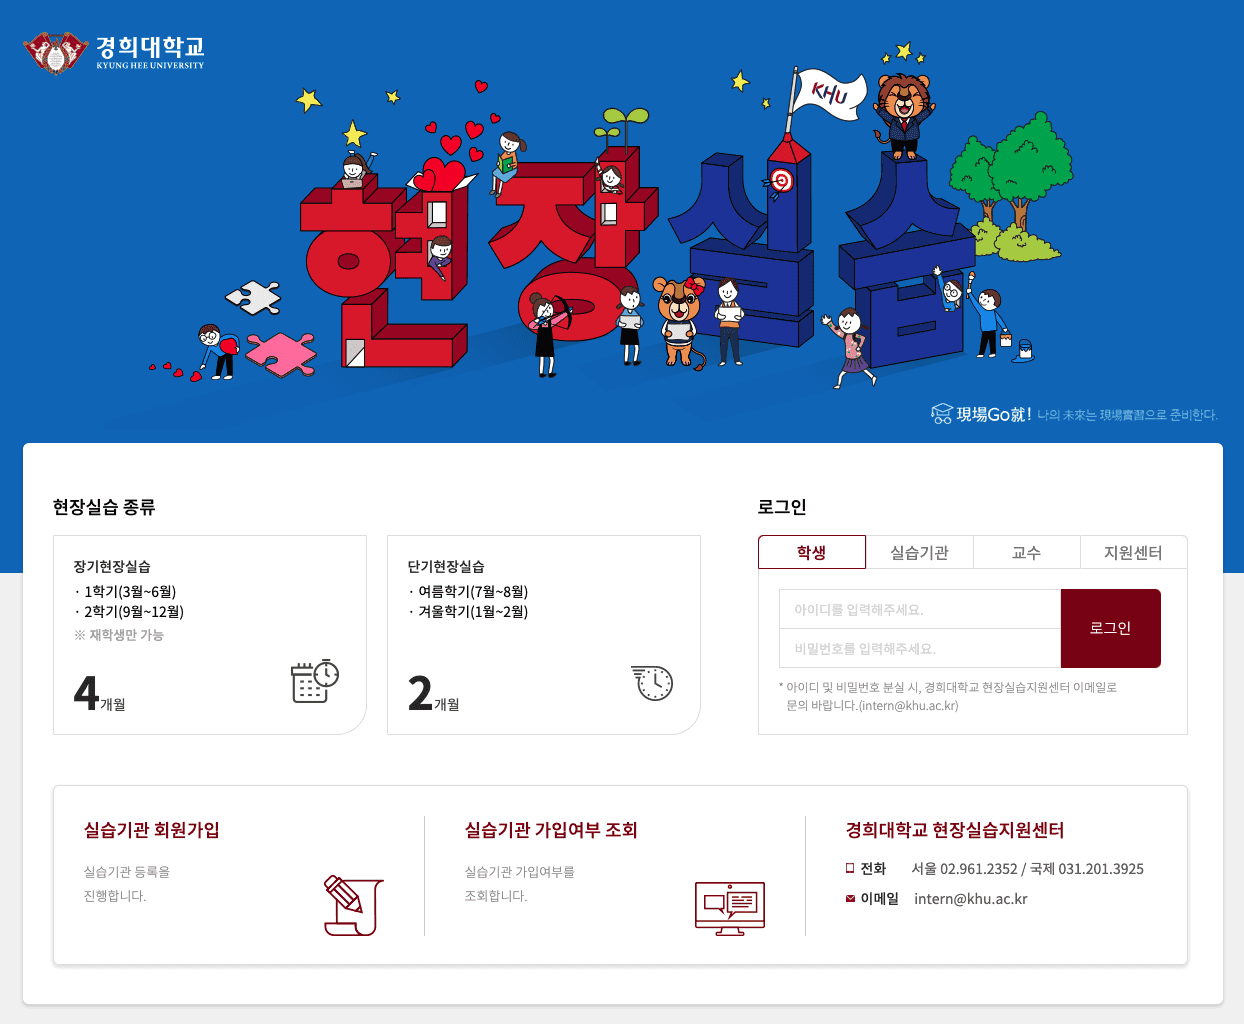 경희대학교
KYUNG HEE UNIVERSITY
KHU
현장실습
現場Go就! 나의 未來는 現場實習으로 준비한다.
현장실습 종류
장기현장실습
· 1학기(3월~6월)
· 2학기(9월~12월)
※ 재학생만 가능
4개월
단기현장실습
· 여름학기(7월~8월)
· 겨울학기(1월~2월)
2개월
로그인
학생 실습기관 교수 지원센터
아이디를 입력해주세요.
비밀번호를 입력해주세요.
로그인
* 아이디 및 비밀번호 분실 시, 경희대학교 현장실습지원센터 이메일로
문의 바랍니다.(intern@khu.ac.kr)
실습기관 회원가입
실습기관 등록을
진행합니다.
실습기관 가입여부 조회
실습기관 가입여부를
조회합니다.
경희대학교 현장실습지원센터
전화 서울 02.961.2352 / 국제 031.201.3925
이메일 intern@khu.ac.kr